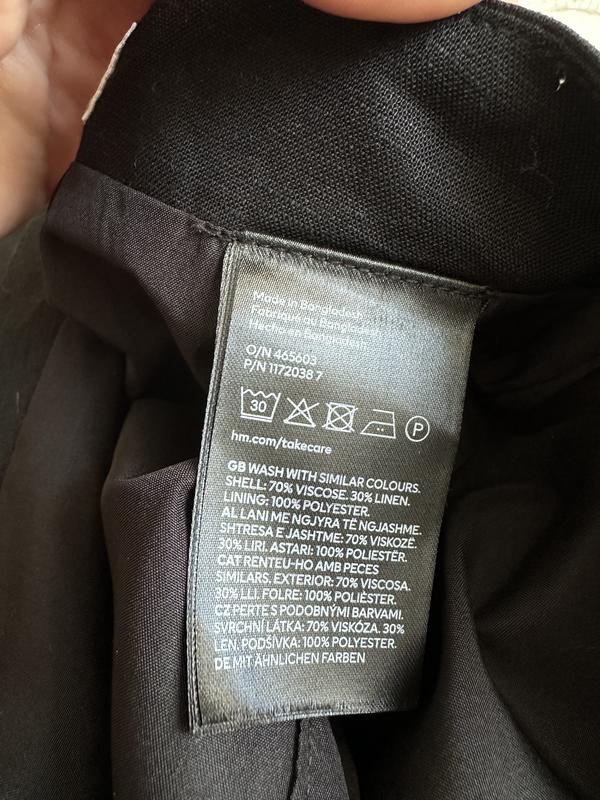 Made in Bangladesh
Fabriqué au Bangladesh
Hecho en Bangladesh
O/N 465603
P/N 1172038 7
30
P
hm.com/takecare
GB WASH WITH SIMILAR COLOURS.
SHELL: 70% VISCOSE. 30% LINEN.
LINING: 100% POLYESTER.
AL LANI ME NGJYRA TË NGJASHME.
SHTRESA E JASHTME: 70% VISKOZË.
30% LIRI. ASTARI: 100% POLIESTËR.
CAT RENTEU-HO AMB PECES
SIMILARS. EXTERIOR: 70% VISCOSA.
30% LLI. FOLRE: 100% POLIÈSTER.
CZ PERTE S PODOBNÝMI BARVAMI.
SVRCHNÍ LÁTKA: 70% VISKÓZA. 30%
LEN. PODŠÍVKA: 100% POLYESTER.
DE MIT ÄHNLICHEN FARBEN